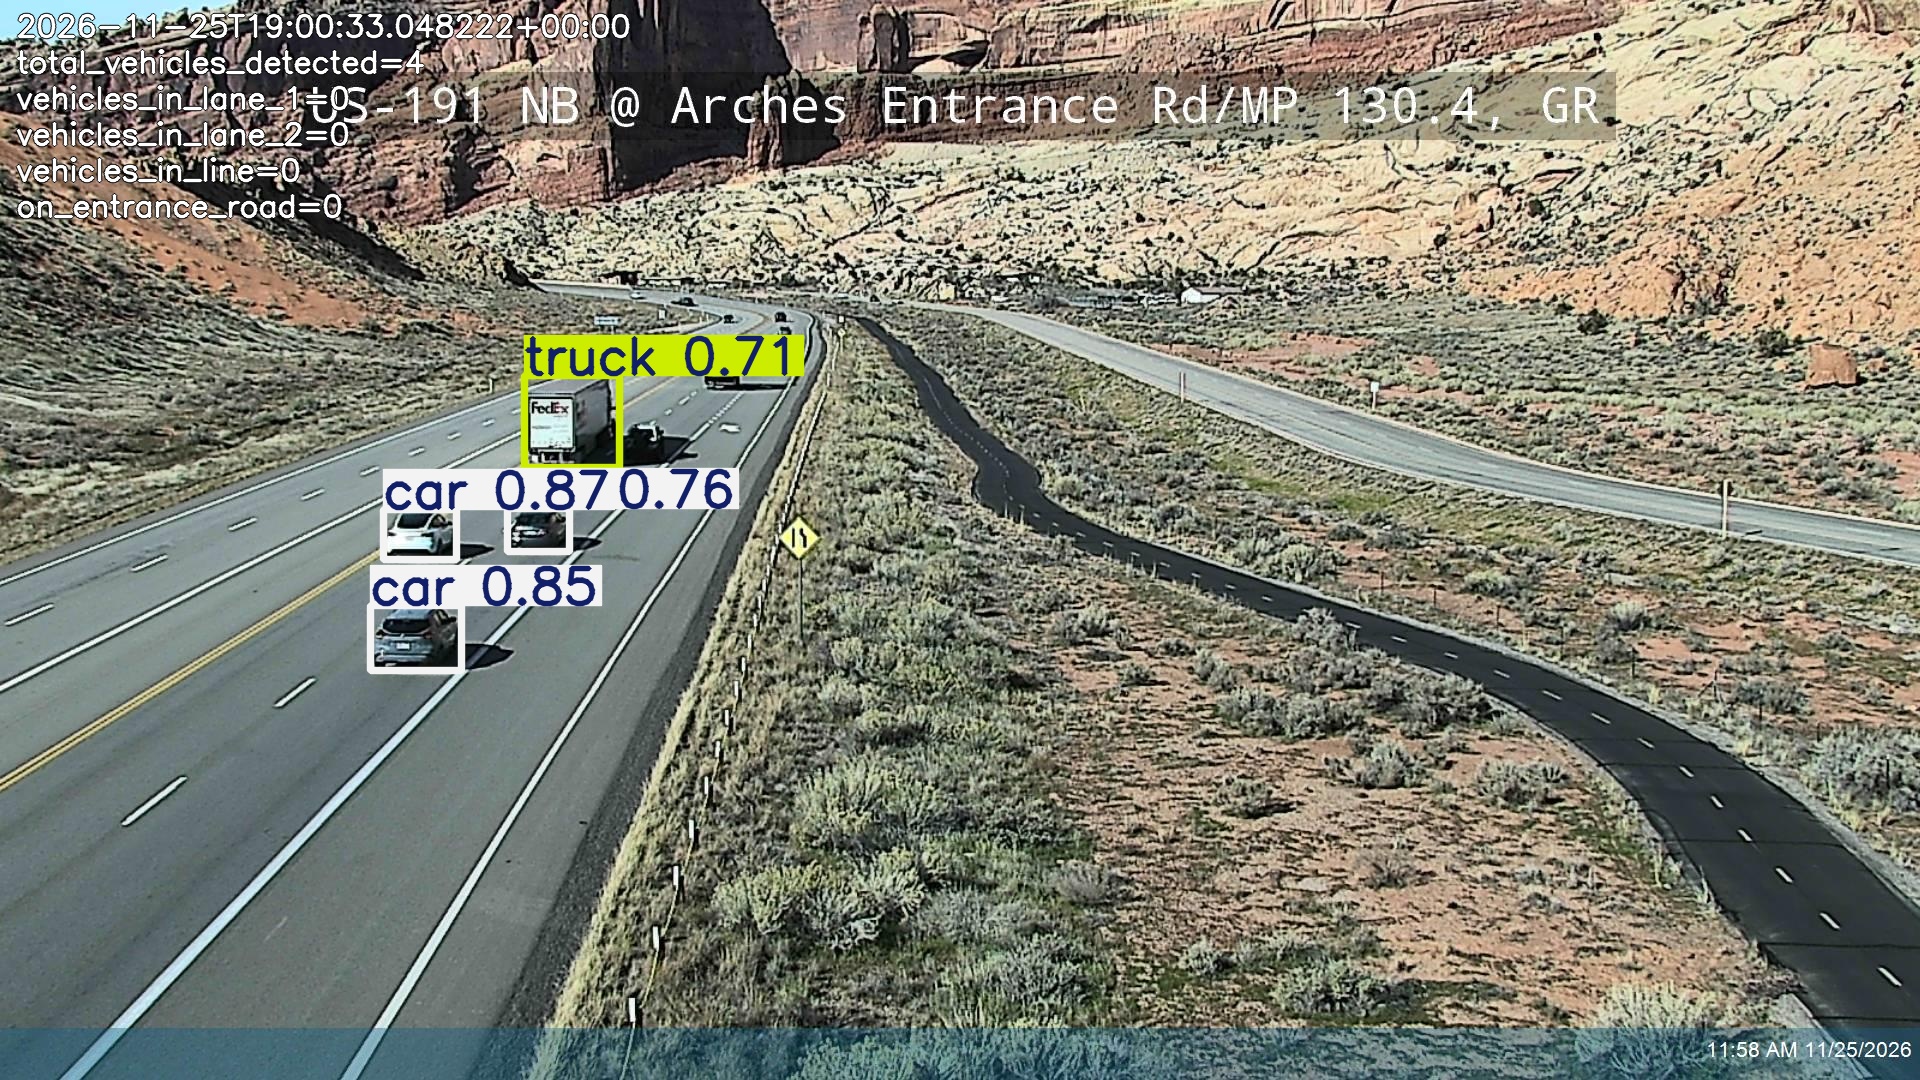 2026-11-25T19:00:33.048222+00:00
total_vehicles_detected=4
vehicles_in_lane_1=0
US-191 NB @ Arches Entrance Rd/MP 130.4, GR
vehicles_in_lane_2=0
vehicles_in_line=0
on_entrance_road=0
truck 0.71
FedEx
car 0.87
0.76
car 0.85
11:58 AM 11/25/2026